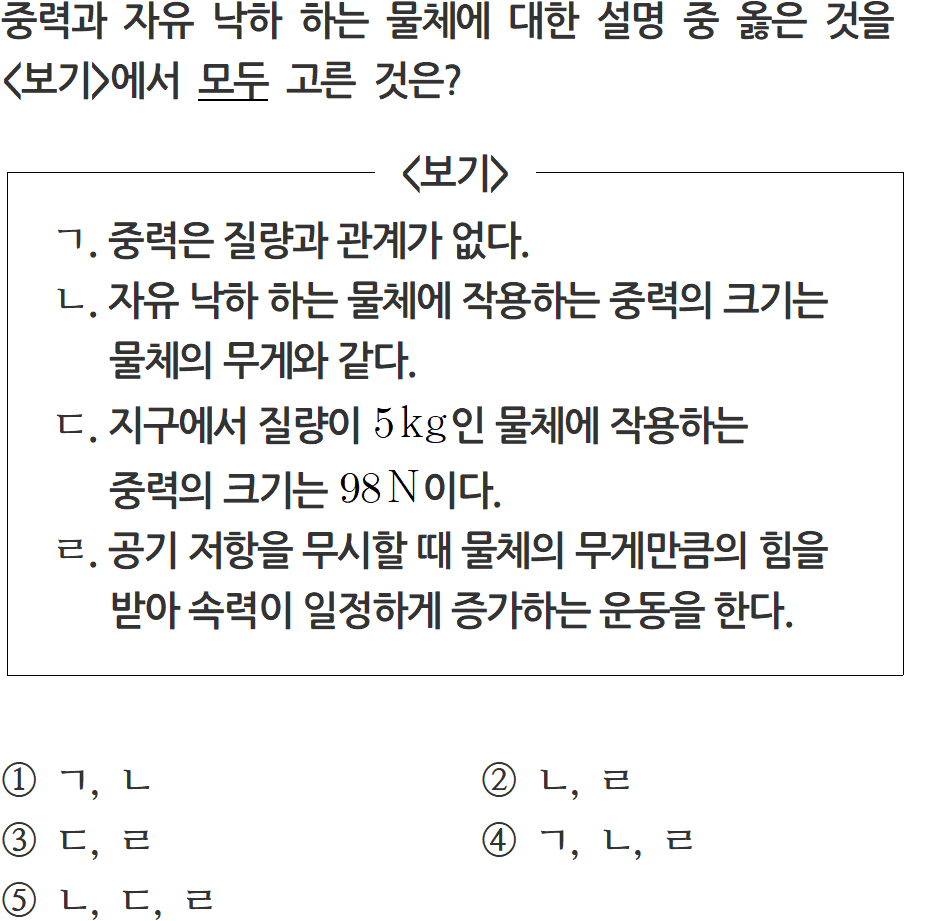 중력과 자유 낙하 하는 물체에 대한 설명 중 옳은 것을
<보기>에서 모두 고른 것은?
<보기>
ㄱ. 중력은 질량과 관계가 없다.
ㄴ. 자유 낙하 하는 물체에 작용하는 중력의 크기는
물체의 무게와 같다.
ㄷ. 지구에서 질량이 5 kg인 물체에 작용하는
중력의 크기는 98 N이다.
ㄹ. 공기 저항을 무시할 때 물체의 무게만큼의 힘을
받아 속력이 일정하게 증가하는 운동을 한다.
① ㄱ, ㄴ ② ㄴ, ㄹ
③ ㄷ, ㄹ ④ ㄱ, ㄴ, ㄹ
⑤ ㄴ, ㄷ, ㄹ